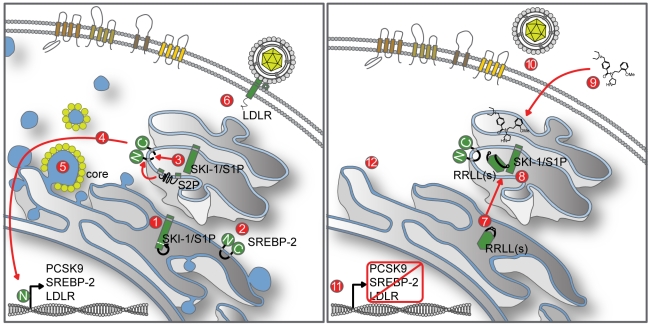 6
LDLR
4
N
C
3
SKI-1/S1P
5
core
S2P
1
2
SKI-1/S1P
N
C
SREBP-2
N
PCSK9
SREBP-2
LDLR
10
9
OMe
N
C
SKI-1/S1P
12
RRLL(s)
8
7
RRLL(s)
11
PCSK9
SREBP-2
LDLR